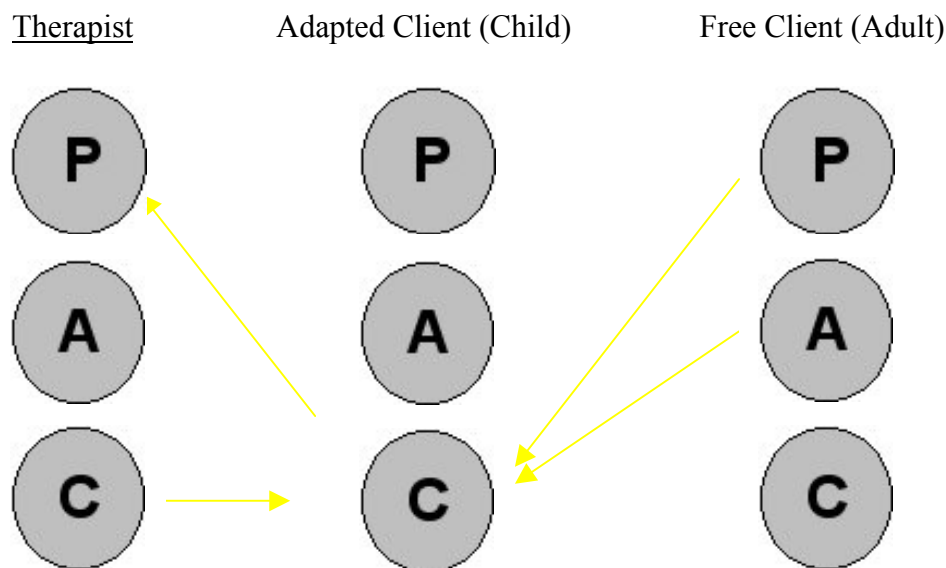 Therapist Adapted Client (Child) Free Client (Adult)
P P P
A A A
C C C